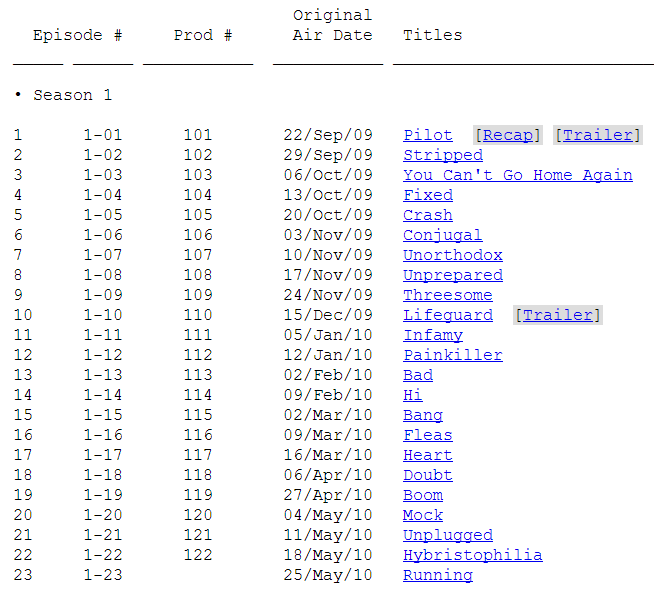 Original
Episode # Prod # Air Date Titles
• Season 1
1 1-01 101 22/Sep/09 Pilot [Recap] [Trailer]
2 1-02 102 29/Sep/09 Stripped
3 1-03 103 06/Oct/09 You Can't Go Home Again
4 1-04 104 13/Oct/09 Fixed
5 1-05 105 20/Oct/09 Crash
6 1-06 106 03/Nov/09 Conjugal
7 1-07 107 10/Nov/09 Unorthodox
8 1-08 108 17/Nov/09 Unprepared
9 1-09 109 24/Nov/09 Threesome
10 1-10 110 15/Dec/09 Lifeguard [Trailer]
11 1-11 111 05/Jan/10 Infamy
12 1-12 112 12/Jan/10 Painkiller
13 1-13 113 02/Feb/10 Bad
14 1-14 114 09/Feb/10 Hi
15 1-15 115 02/Mar/10 Bang
16 1-16 116 09/Mar/10 Fleas
17 1-17 117 16/Mar/10 Heart
18 1-18 118 06/Apr/10 Doubt
19 1-19 119 27/Apr/10 Boom
20 1-20 120 04/May/10 Mock
21 1-21 121 11/May/10 Unplugged
22 1-22 122 18/May/10 Hybristophilia
23 1-23 25/May/10 Running